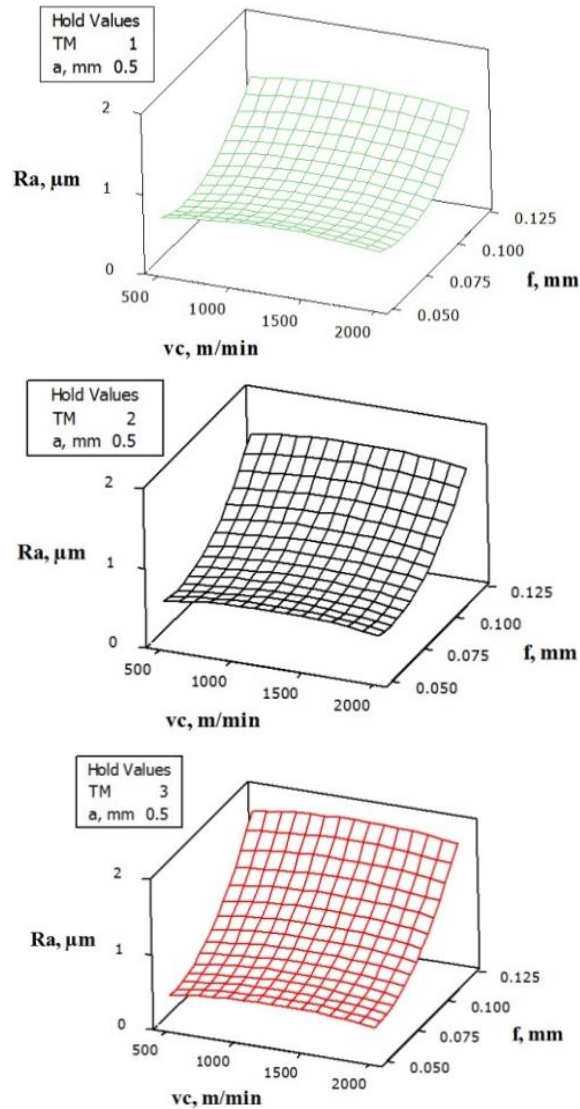 Hold Values
TM 1
a, mm 0.5
2
Ra, µm
1
0
0.125
0.100
0.075
0.050
f, mm
500
1000
1500
2000
vc, m/min
Hold Values
TM 2
a, mm 0.5
2
Ra, µm
1
0
0.125
0.100
0.075
0.050
f, mm
500
1000
1500
2000
vc, m/min
Hold Values
TM 3
a, mm 0.5
2
Ra, µm
1
0
0.125
0.100
0.075
0.050
f, mm
500
1000
1500
2000
vc, m/min